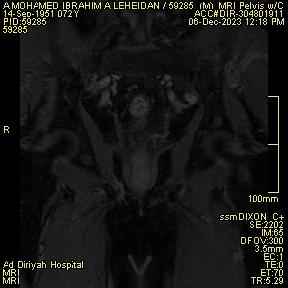 A MOHAMED IBRAHIM A LEHEIDAN / 59285 (M) MRI Pelvis w/C
14-Sep-1951 072Y ACC#DIR-304801911
PID:59285 06-Dec-2023 12:18 PM
59285
R
100mm
ssmDIXON_C+
SE:2202
IM:65
DFOV:300
3.5mm
EC:1
Ad Diriyah Hospital TE:0
MRI ET:70
MRI TR:5.29